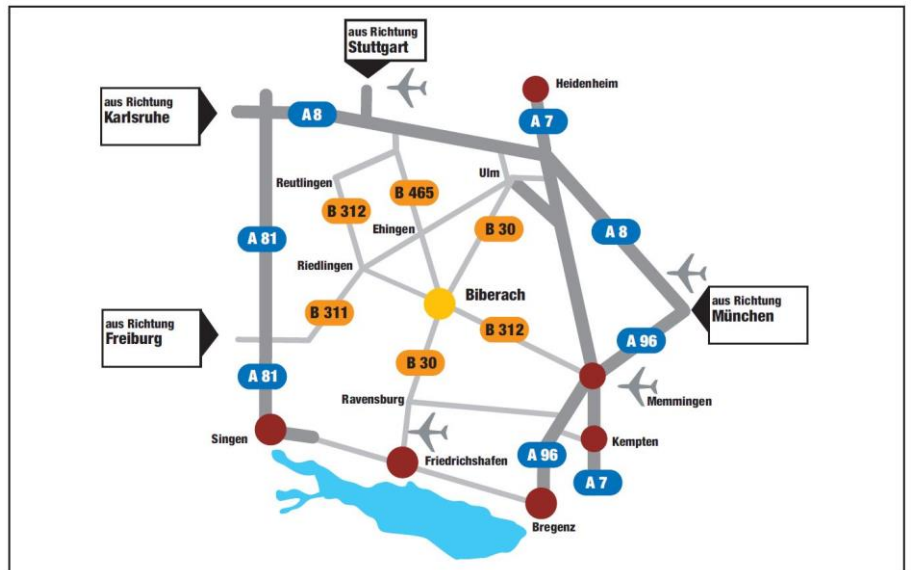 aus Richtung
Stuttgart
Heidenheim
aus Richtung
Karlsruhe
A 8
A 7
Ulm
Reutlingen
B 465
B 312
Ehingen
B 30
A 8
A 81
Riedlingen
Biberach
aus Richtung
München
B 311
aus Richtung
Freiburg
B 312
A 96
B 30
A 81
Ravensburg
Memmingen
Singen
Kempten
Friedrichshafen
A 96
A 7
Bregenz